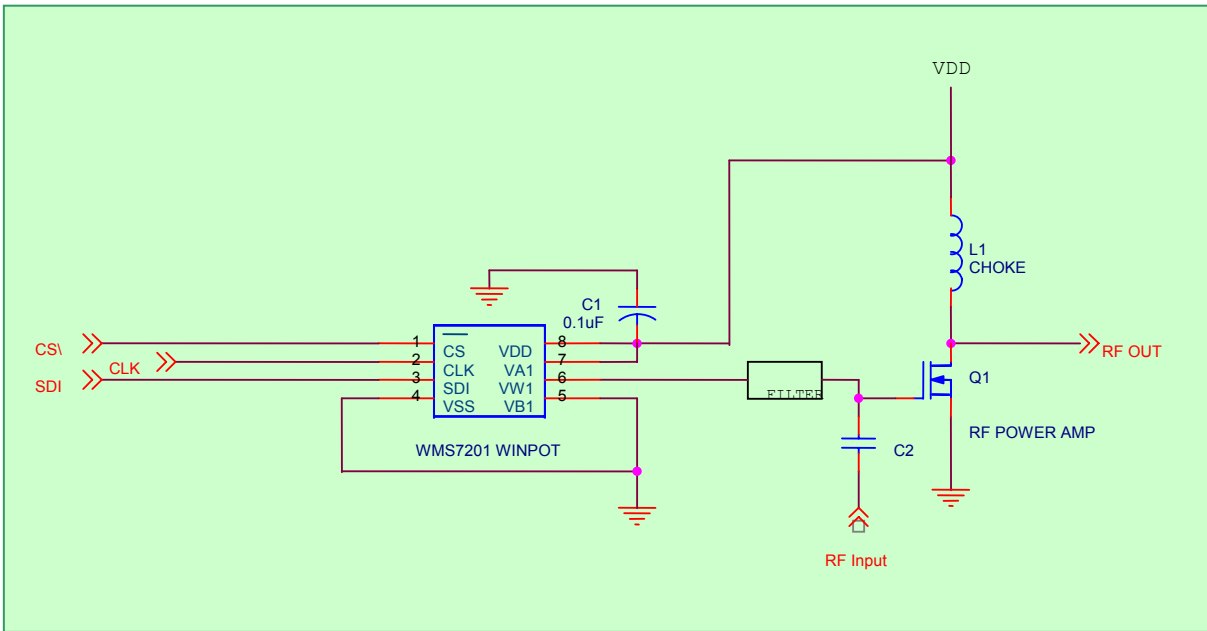 VDD
L1
CHOKE
C1
0.1uF
CS\
CLK
SDI
1
2
3
4
CS
CLK
SDI
VSS
VDD
VA1
VW1
VB1
8
7
6
5
WMS7201 WINPOT
FILTER
RF OUT
Q1
RF POWER AMP
C2
RF Input